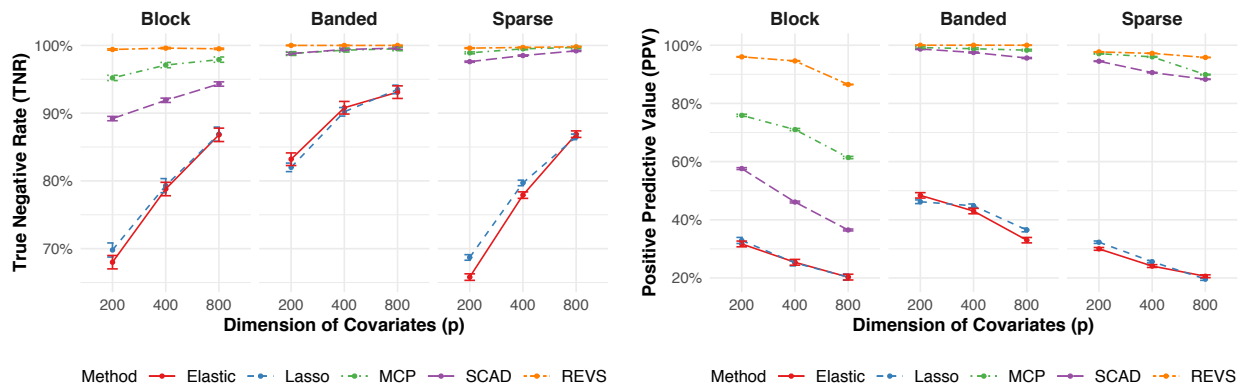 Block Banded Sparse
True Negative Rate (TNR)
100%
90%
80%
70%
200 400 800 200 400 800 200 400 800
Dimension of Covariates (p)
Method Elastic Lasso MCP SCAD REVS
Block Banded Sparse
Positive Predictive Value (PPV)
100%
80%
60%
40%
20%
200 400 800 200 400 800 200 400 800
Dimension of Covariates (p)
Method Elastic Lasso MCP SCAD REVS